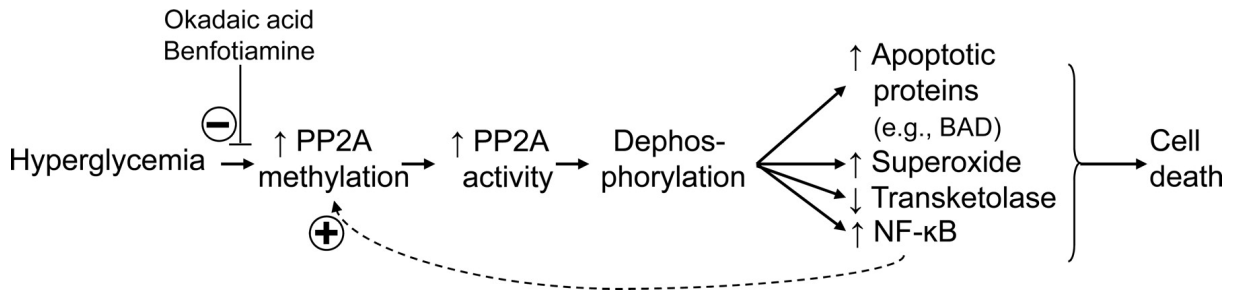 Okadaic acid
Benfotiamine
−
Hyperglycemia
↑ PP2A
methylation
+
↑ PP2A
activity
Dephos-
phorylation
↑ Apoptotic
proteins
(e.g., BAD)
↑ Superoxide
↓ Transketolase
↑ NF-κB
Cell
death